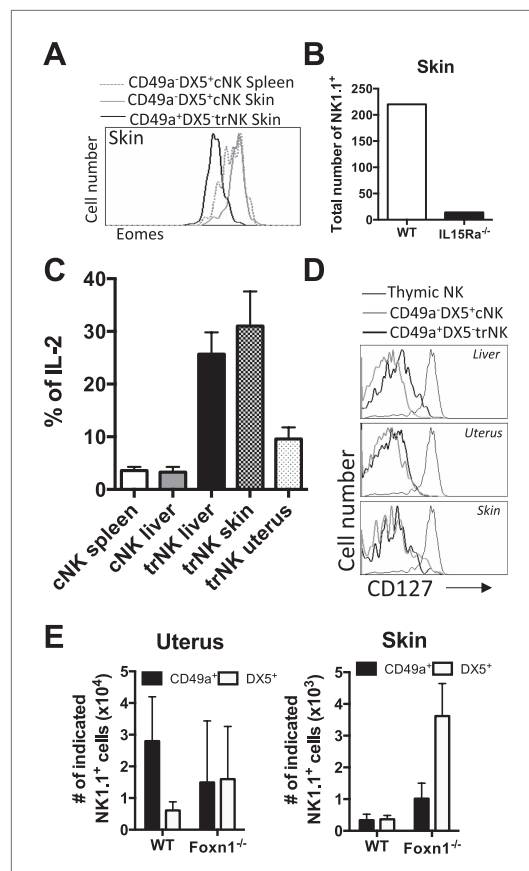 A
CD49a⁻DX5⁺cNK Spleen
CD49a⁻DX5⁺cNK Skin
CD49a⁺DX5⁻trNK Skin
Skin
Cell number
Eomes
B
Skin
Total number of NK1.1⁺
250
200
150
100
50
0
WT
IL15Ra⁻/⁻
C
% of IL-2
40
30
20
10
0
cNK spleen
cNK liver
trNK liver
trNK skin
trNK uterus
D
Thymic NK
CD49a⁻DX5⁺cNK
CD49a⁺DX5⁻trNK
Liver
Uterus
Skin
Cell number
CD127
E
Uterus
CD49a⁺ DX5⁺
# of indicated
NK1.1⁺ cells (x10⁴)
5
4
3
2
1
0
WT Foxn1⁻/⁻
Skin
CD49a⁺ DX5⁺
# of indicated
NK1.1⁺ cells (x10³)
5
4
3
2
1
0
WT Foxn1⁻/⁻